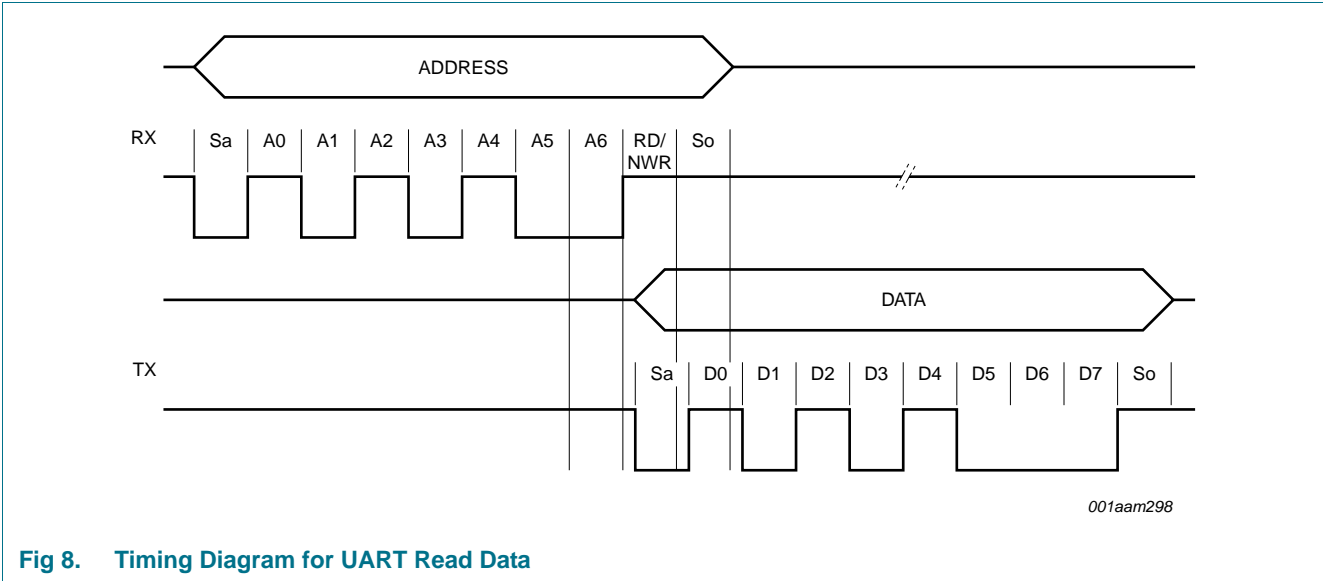 ADDRESS
RX Sa A0 A1 A2 A3 A4 A5 A6 RD/ So
NWR
DATA
TX Sa D0 D1 D2 D3 D4 D5 D6 D7 So
001aam298
Fig 8. Timing Diagram for UART Read Data